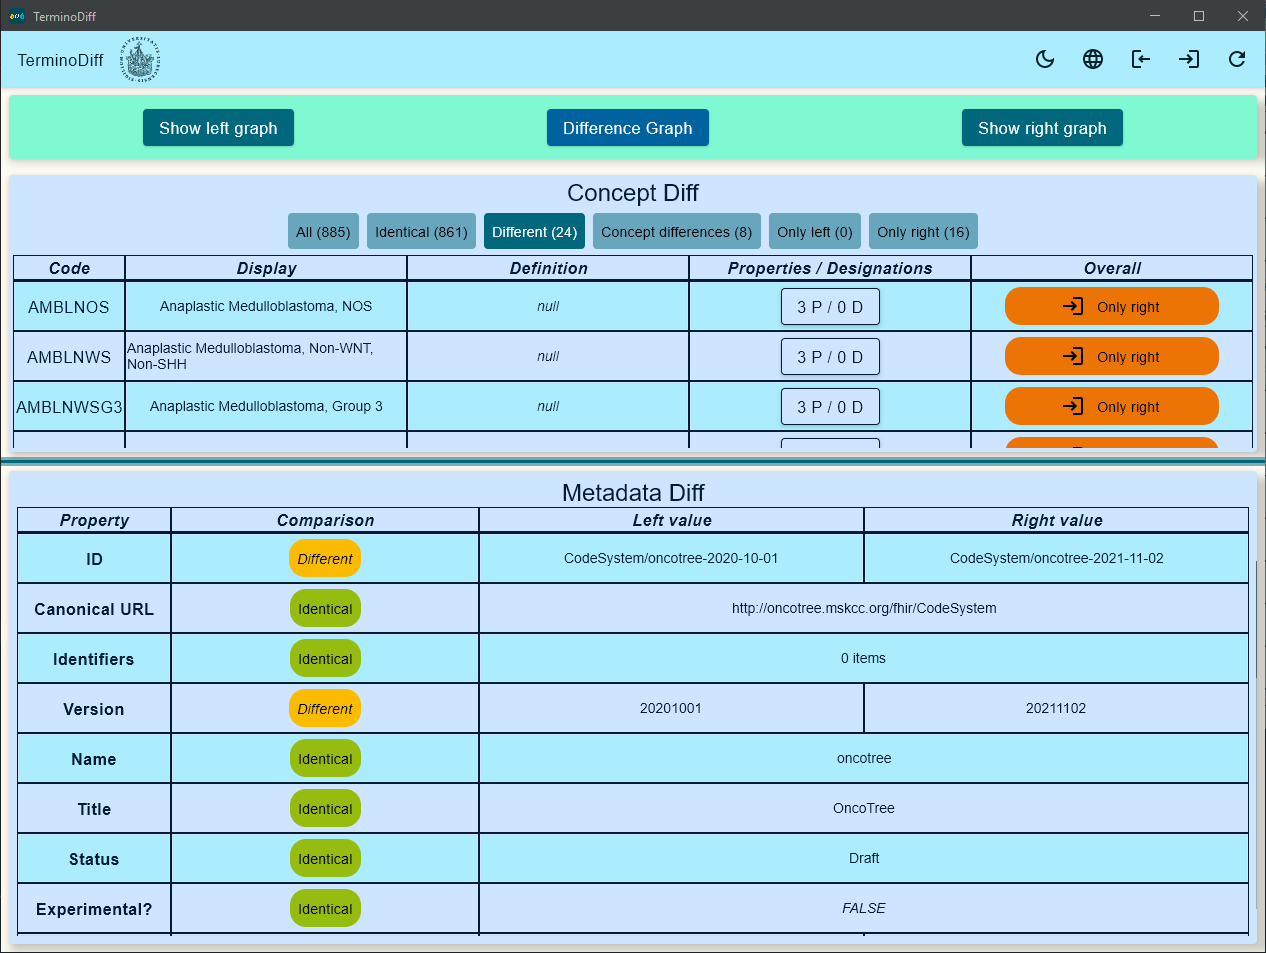 TerminoDiff
TerminoDiff
Show left graph
Difference Graph
Show right graph
Concept Diff
All (885)
Identical (861)
Different (24)
Concept differences (8)
Only left (0)
Only right (16)
Code Display Definition Properties / Designations Overall
AMBLNOS Anaplastic Medulloblastoma, NOS null 3 P / 0 D Only right
AMBLNWS Anaplastic Medulloblastoma, Non-WNT,
Non-SHH null 3 P / 0 D Only right
AMBLNWSG3 Anaplastic Medulloblastoma, Group 3 null 3 P / 0 D Only right
Metadata Diff
Property Comparison Left value Right value
ID Different CodeSystem/oncotree-2020-10-01 CodeSystem/oncotree-2021-11-02
Canonical URL Identical http://oncotree.mskcc.org/fhir/CodeSystem
Identifiers Identical 0 items
Version Different 20201001 20211102
Name Identical oncotree
Title Identical OncoTree
Status Identical Draft
Experimental? Identical FALSE